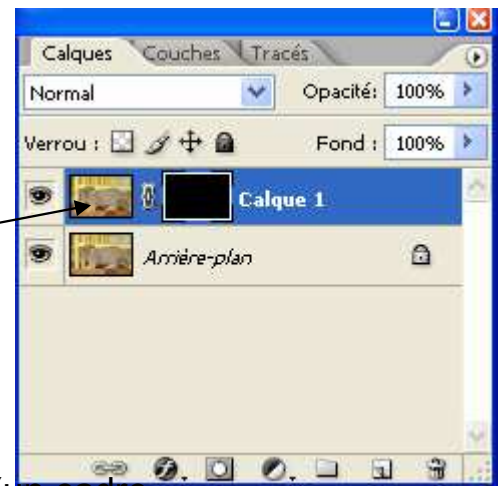 Calques Couches Tracés
Normal Opacité: 100%
Verrou : Fond : 100%
Calque 1
Arrière-plan